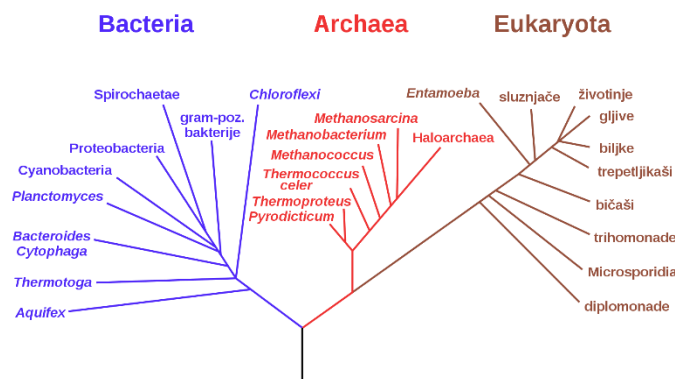 Bacteria
Archaea
Eukaryota
Spirochaetae
Chloroflexi
gram-poz.
bakterije
Proteobacteria
Cyanobacteria
Planctomyces
Bacteroides
Cytophaga
Thermotoga
Aquifex
Methanosarcina
Methanobacterium
Haloarchaea
Methanococcus
Thermococcus
celer
Thermoproteus
Pyrodicticum
Entamoeba
sluznjače
životinje
gljive
biljke
trepetljikaši
bičaši
trihomonade
Microsporidia
diplomonade